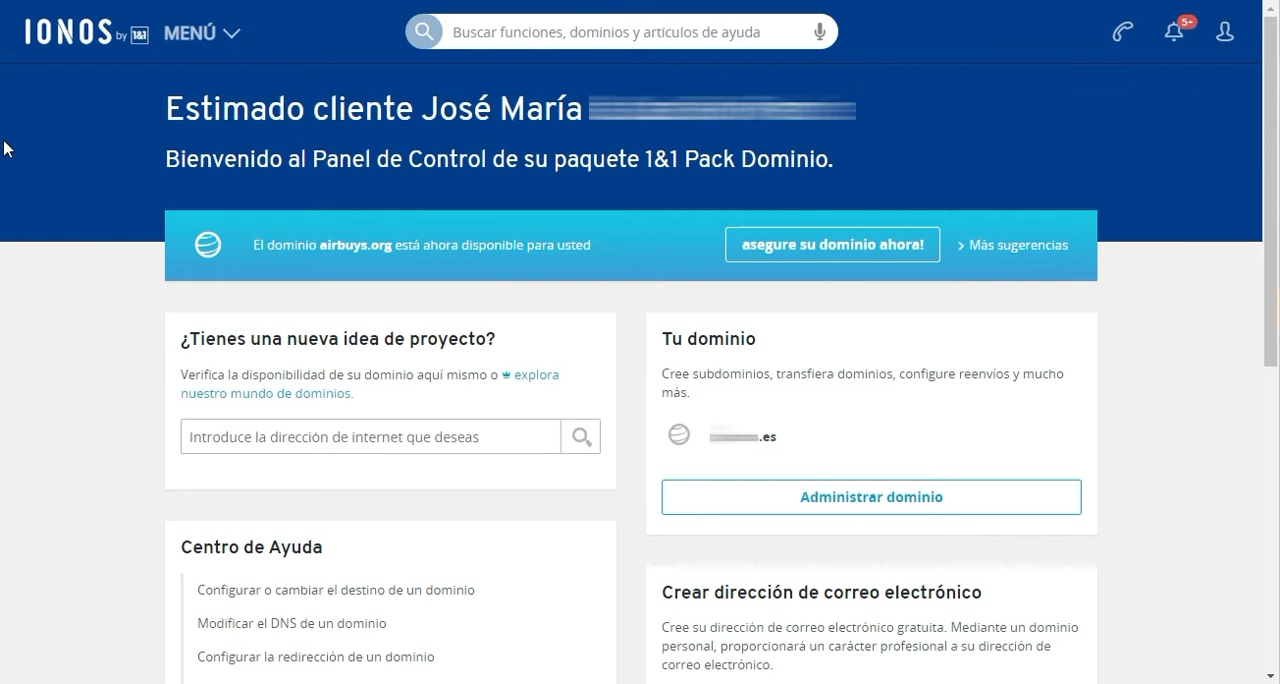 IONOS by 1&1 MENÚ
Buscar funciones, dominios y artículos de ayuda
5+
Estimado cliente José María
Bienvenido al Panel de Control de su paquete 1&1 Pack Dominio.
El dominio airbuys.org está ahora disponible para usted
asegure su dominio ahora!
Más sugerencias
¿Tienes una nueva idea de proyecto?
Verifica la disponibilidad de su dominio aquí mismo o explora
nuestro mundo de dominios.
Introduce la dirección de internet que deseas
Tu dominio
Cree subdominios, transfiera dominios, configure reenvíos y mucho
más.
.es
Administrar dominio
Centro de Ayuda
Configurar o cambiar el destino de un dominio
Modificar el DNS de un dominio
Configurar la redirección de un dominio
Crear dirección de correo electrónico
Cree su dirección de correo electrónico gratuita. Mediante un dominio
personal, proporcionará un carácter profesional a su dirección de
correo electrónico.